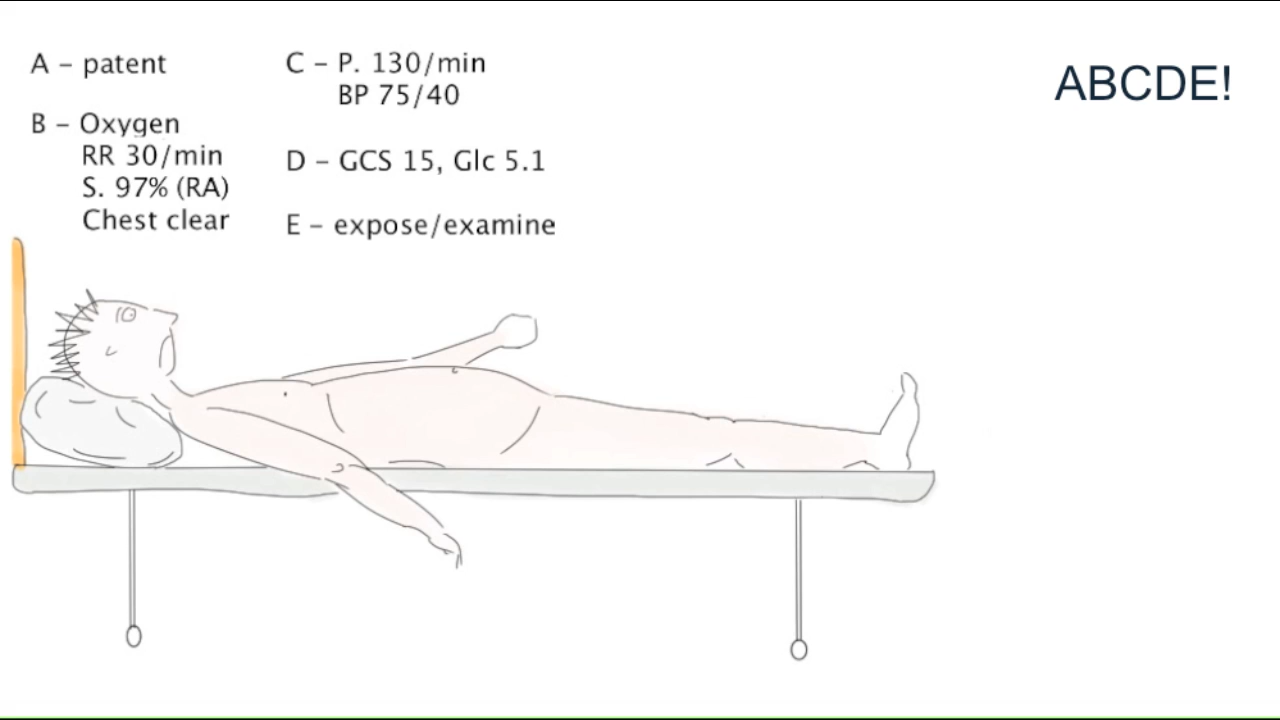 A – patent
B – Oxygen
RR 30/min
S. 97% (RA)
Chest clear
C – P. 130/min
BP 75/40
D – GCS 15, Glc 5.1
E – expose/examine
ABCDE!